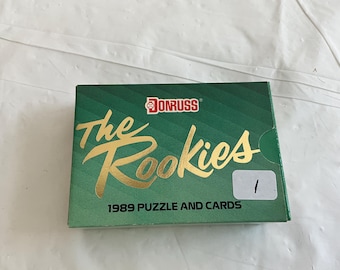 DONRUSS
The
Rookies
1
1989 PUZZLE AND CARDS